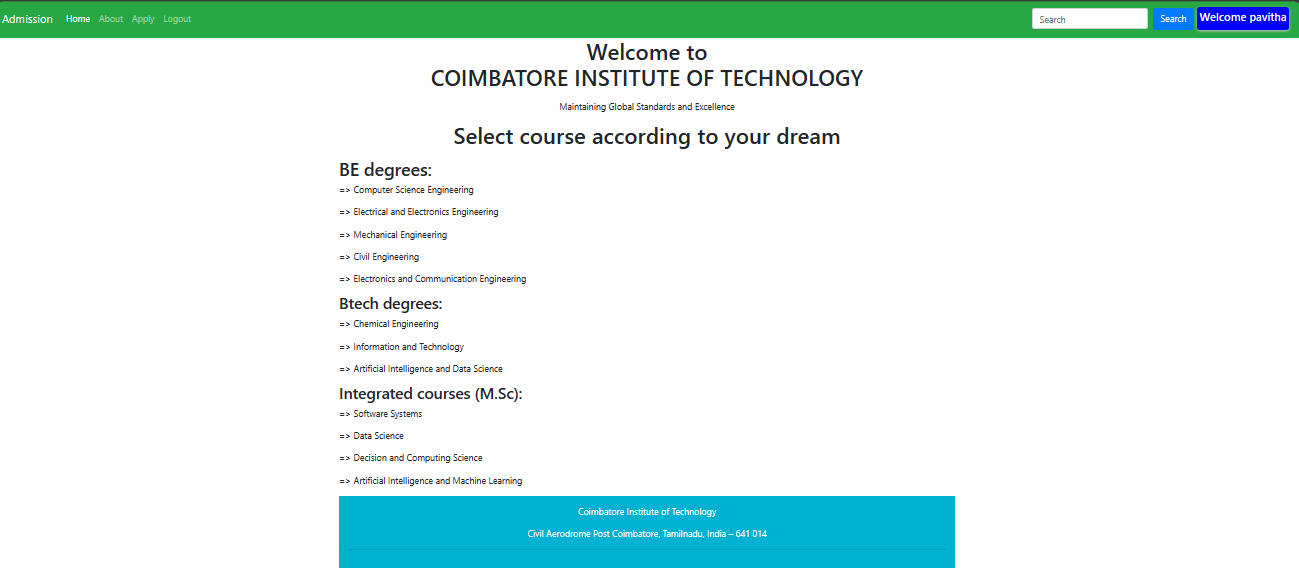 Admission Home About Apply Logout Search Search Welcome pavitha
Welcome to
COIMBATORE INSTITUTE OF TECHNOLOGY
Maintaining Global Standards and Excellence
Select course according to your dream
BE degrees:
=> Computer Science Engineering
=> Electrical and Electronics Engineering
=> Mechanical Engineering
=> Civil Engineering
=> Electronics and Communication Engineering
Btech degrees:
=> Chemical Engineering
=> Information and Technology
=> Artificial Intelligence and Data Science
Integrated courses (M.Sc):
=> Software Systems
=> Data Science
=> Decision and Computing Science
=> Artificial Intelligence and Machine Learning
Coimbatore Institute of Technology
Civil Aerodrome Post Coimbatore, Tamilnadu, India – 641 014